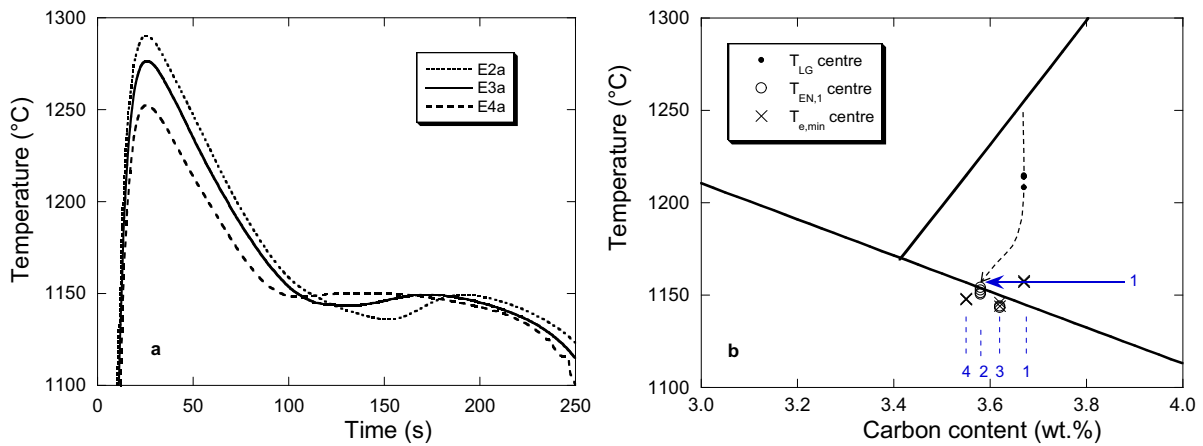 1300
1250
1200
1150
1100
Temperature (°C)
E2a
E3a
E4a
a
0 50 100 150 200 250
Time (s)
1300
1250
1200
1150
1100
Temperature (°C)
T_LG centre
T_EN,1 centre
T_e,min centre
1
b
4 2 3 1
3.0 3.2 3.4 3.6 3.8 4.0
Carbon content (wt.%)